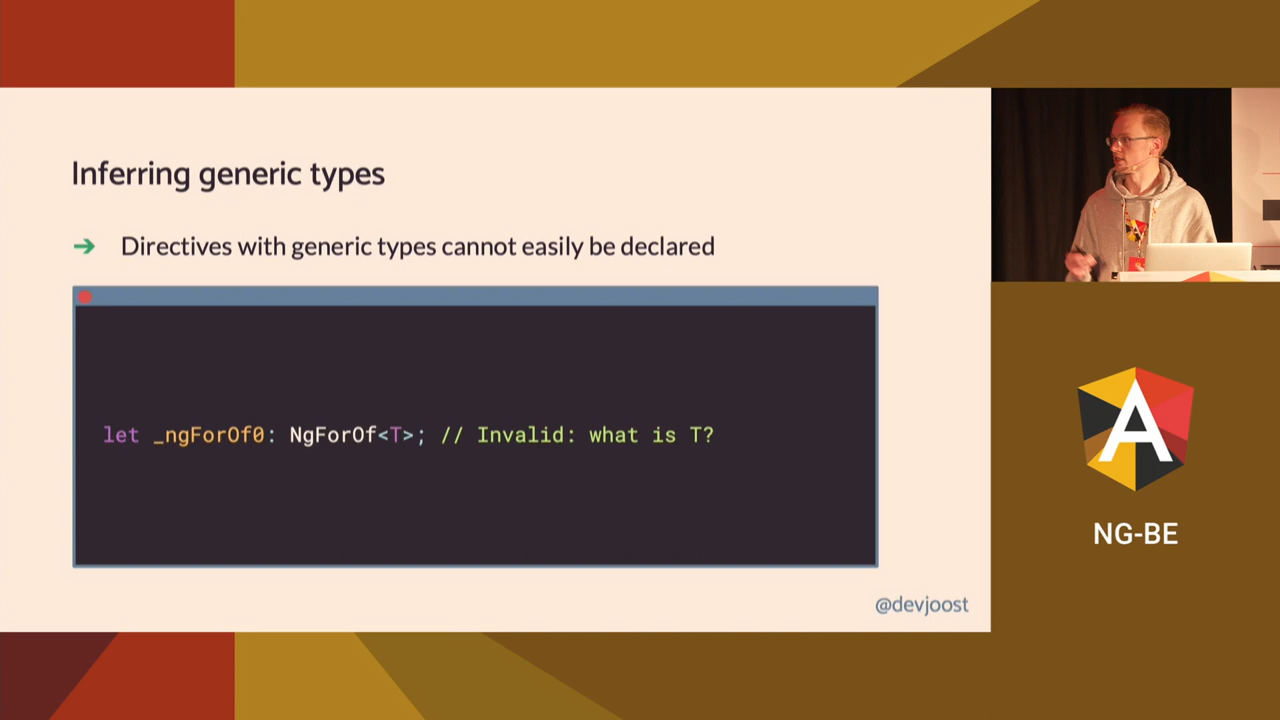 Inferring generic types
➔ Directives with generic types cannot easily be declared
let _ngForOf0: NgForOf<T>; // Invalid: what is T?
@devjoost
A
NG-BE